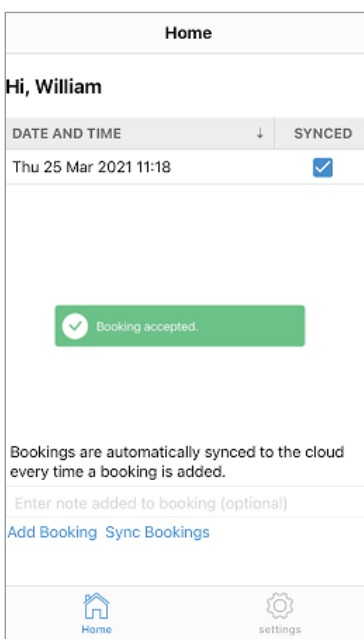 Home
Hi, William
DATE AND TIME ↓ SYNCED
Thu 25 Mar 2021 11:18
Booking accepted.
Bookings are automatically synced to the cloud
every time a booking is added.
Enter note added to booking (optional)
Add Booking Sync Bookings
Home settings